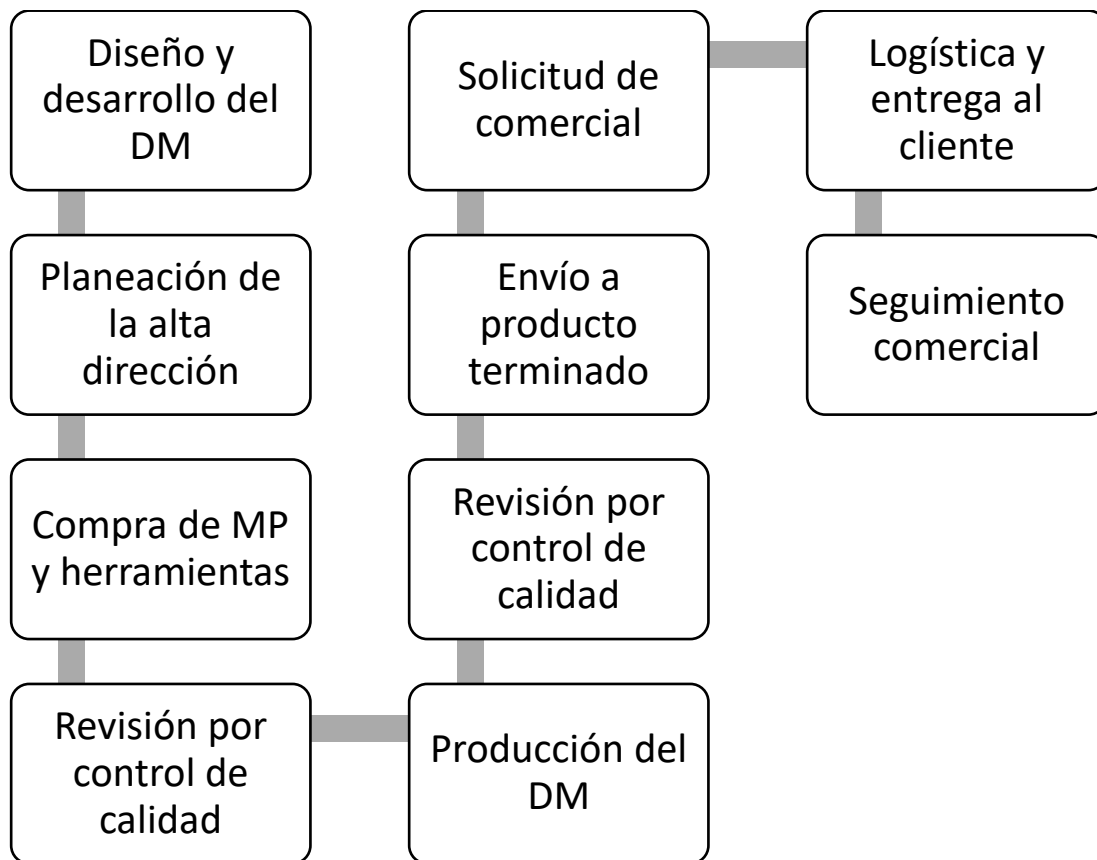 Diseño y
desarrollo del
DM
Planeación de
la alta
dirección
Compra de MP
y herramientas
Revisión por
control de
calidad
Producción del
DM
Revisión por
control de
calidad
Envío a
producto
terminado
Solicitud de
comercial
Logística y
entrega al
cliente
Seguimiento
comercial